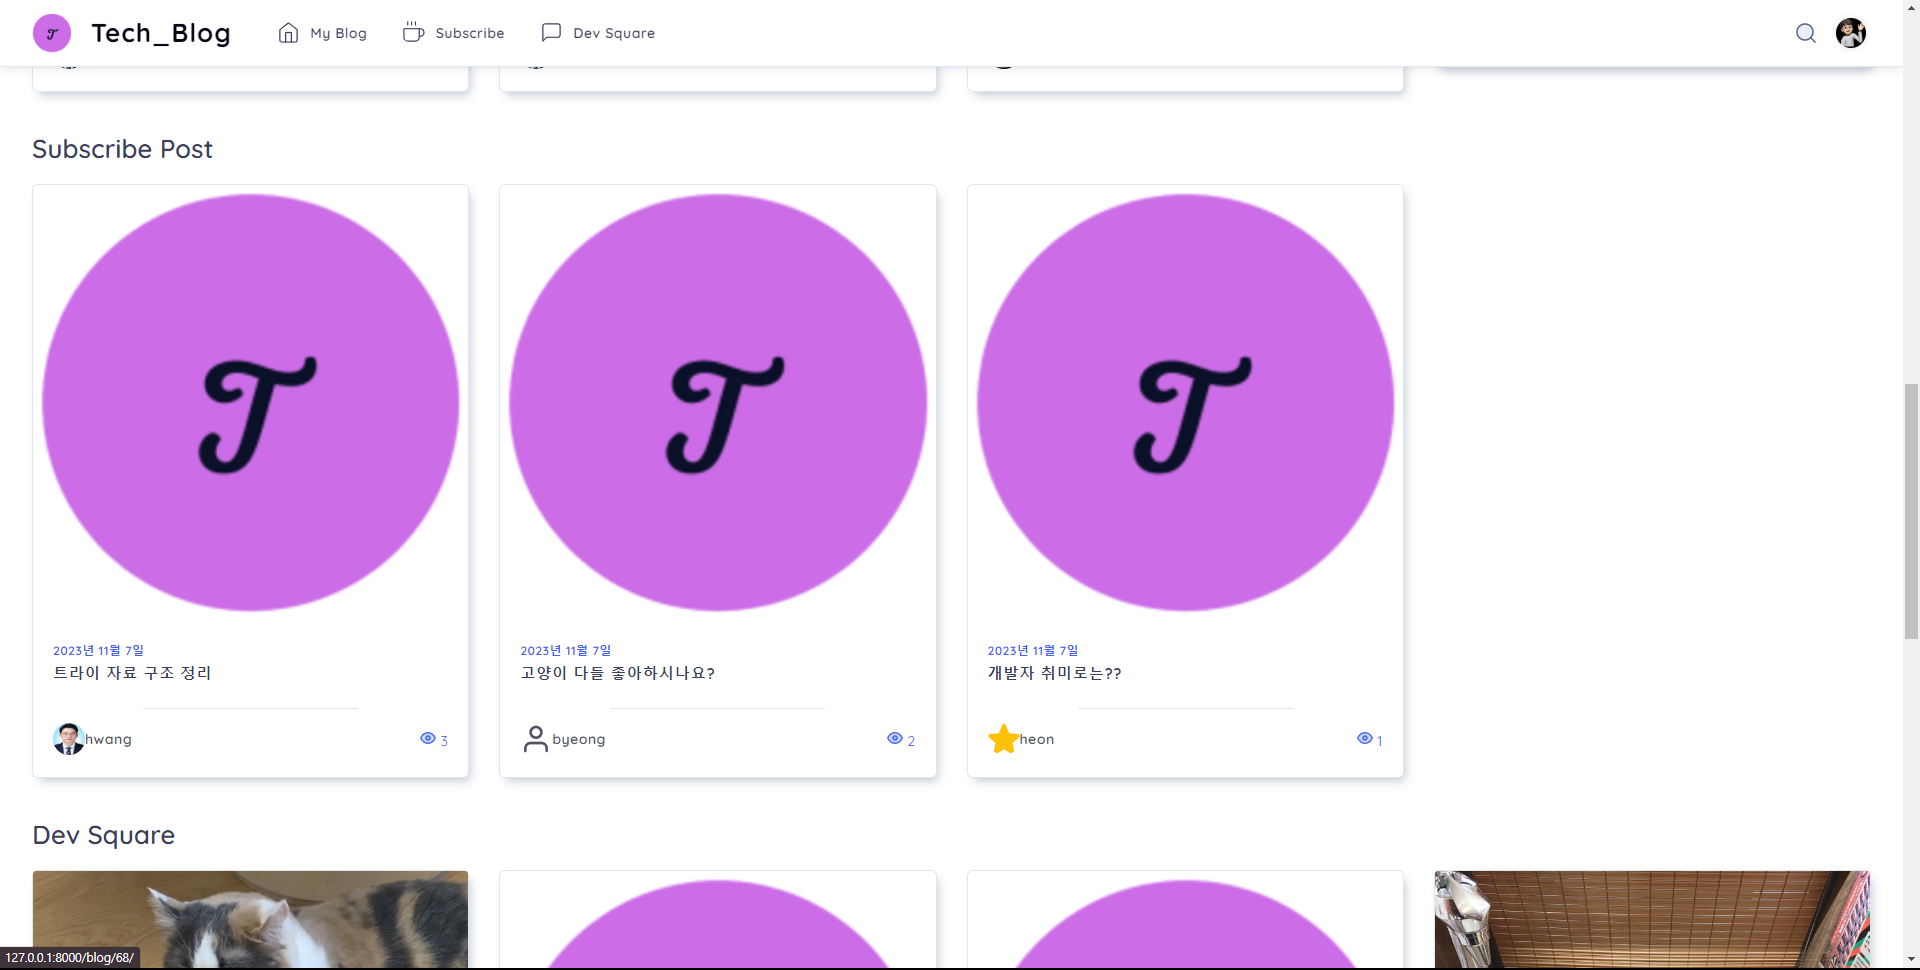 T Tech_Blog My Blog Subscribe Dev Square
Subscribe Post
T T T
2023년 11월 7일 2023년 11월 7일 2023년 11월 7일
트라이 자료 구조 정리 고양이 다들 좋아하시나요? 개발자 취미로는??
hwang 3 byeong 2 heon 1
Dev Square
127.0.0.1:8000/blog/68/